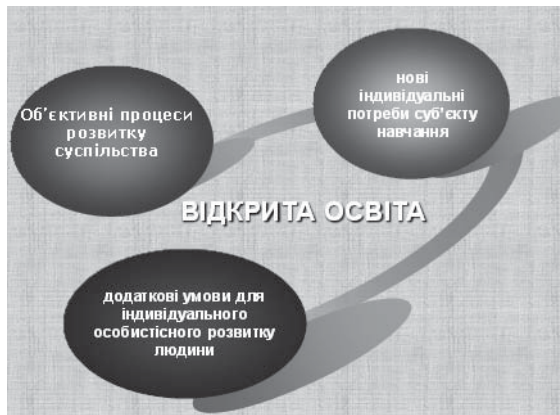 Об'єктивні процеси
розвитку
суспільства
нові
індивідуальні
потреби суб'єкту
навчання
ВІДКРИТА ОСВІТА
додаткові умови для
індивідуального
особистісного розвитку
людини